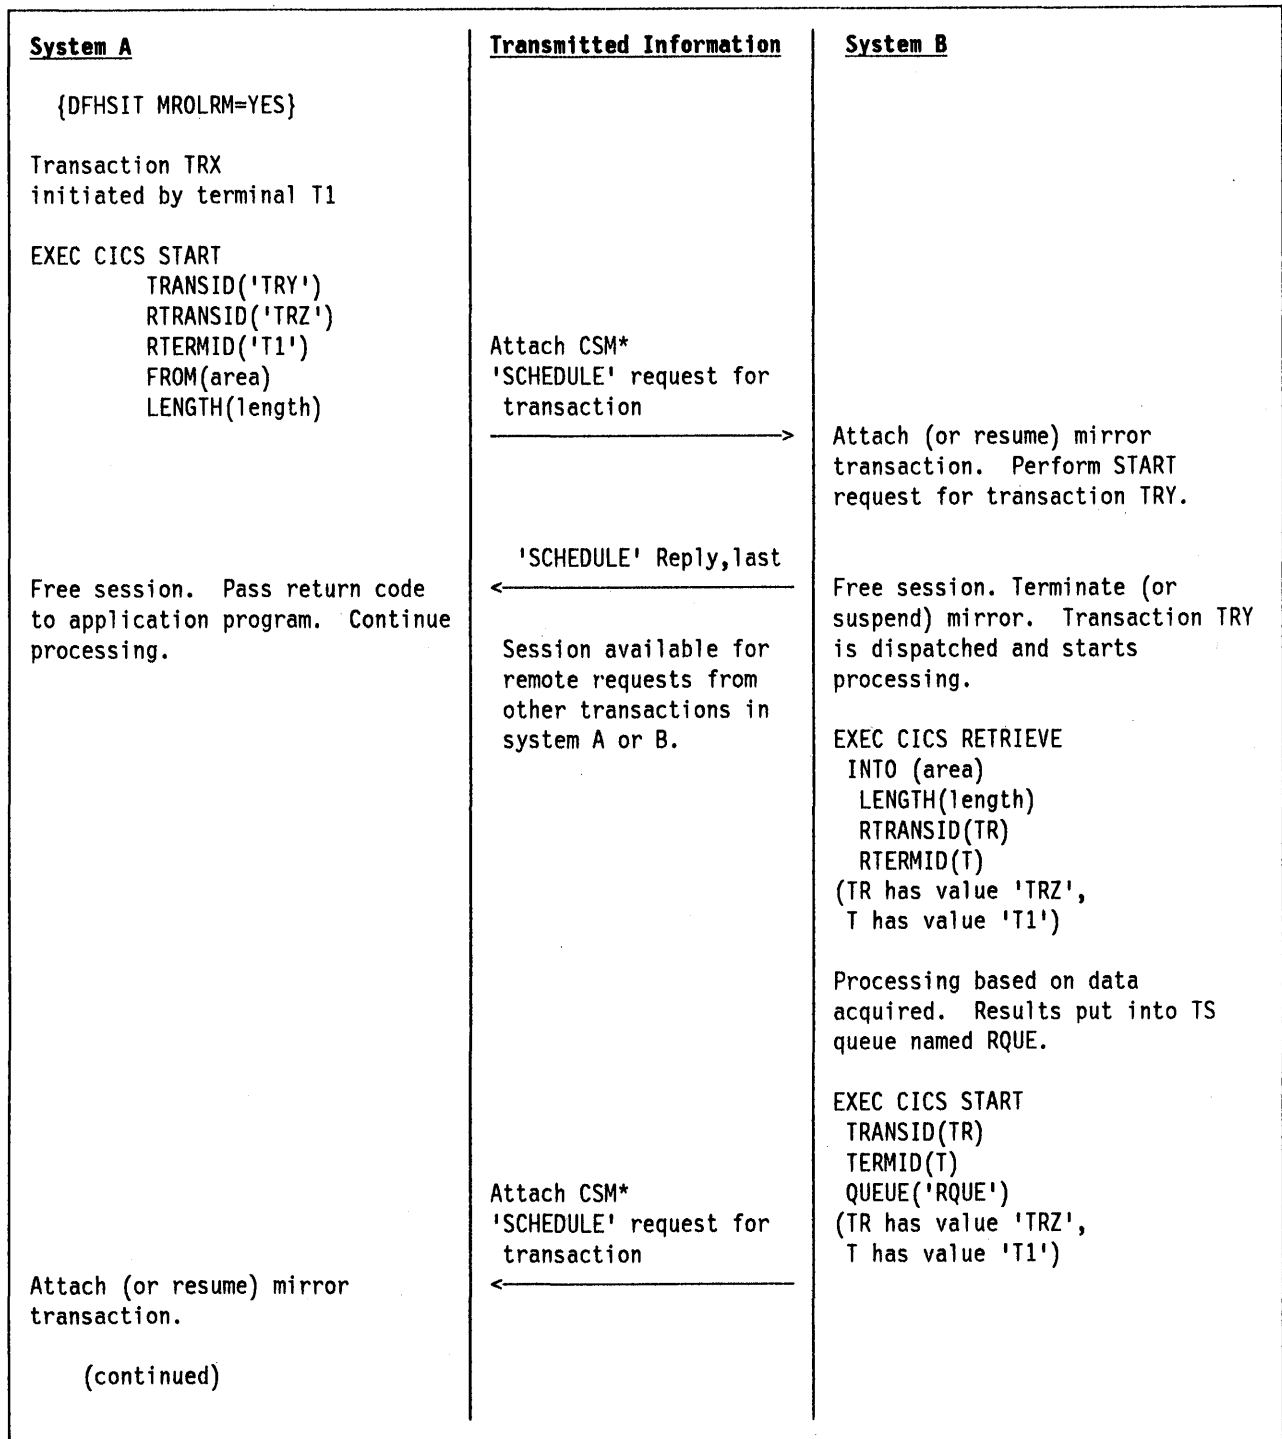 System A
{DFHSIT MROLRM=YES}
Transaction TRX
initiated by terminal T1
EXEC CICS START
TRANSID('TRY')
RTRANSID('TRZ')
RTERMID('T1')
FROM(area)
LENGTH(length)
Free session.  Pass return code
to application program.  Continue
processing.
Attach (or resume) mirror
transaction.
(continued)
Transmitted Information
Attach CSM*
'SCHEDULE' request for
transaction
'SCHEDULE' Reply,last
Session available for
remote requests from
other transactions in
system A or B.
Attach CSM*
'SCHEDULE' request for
transaction
System B
Attach (or resume) mirror
transaction.  Perform START
request for transaction TRY.
Free session. Terminate (or
suspend) mirror.  Transaction TRY
is dispatched and starts
processing.
EXEC CICS RETRIEVE
INTO (area)
LENGTH(length)
RTRANSID(TR)
RTERMID(T)
(TR has value 'TRZ',
T has value 'T1')
Processing based on data
acquired.  Results put into TS
queue named RQUE.
EXEC CICS START
TRANSID(TR)
TERMID(T)
QUEUE('RQUE')
(TR has value 'TRZ',
T has value 'T1')